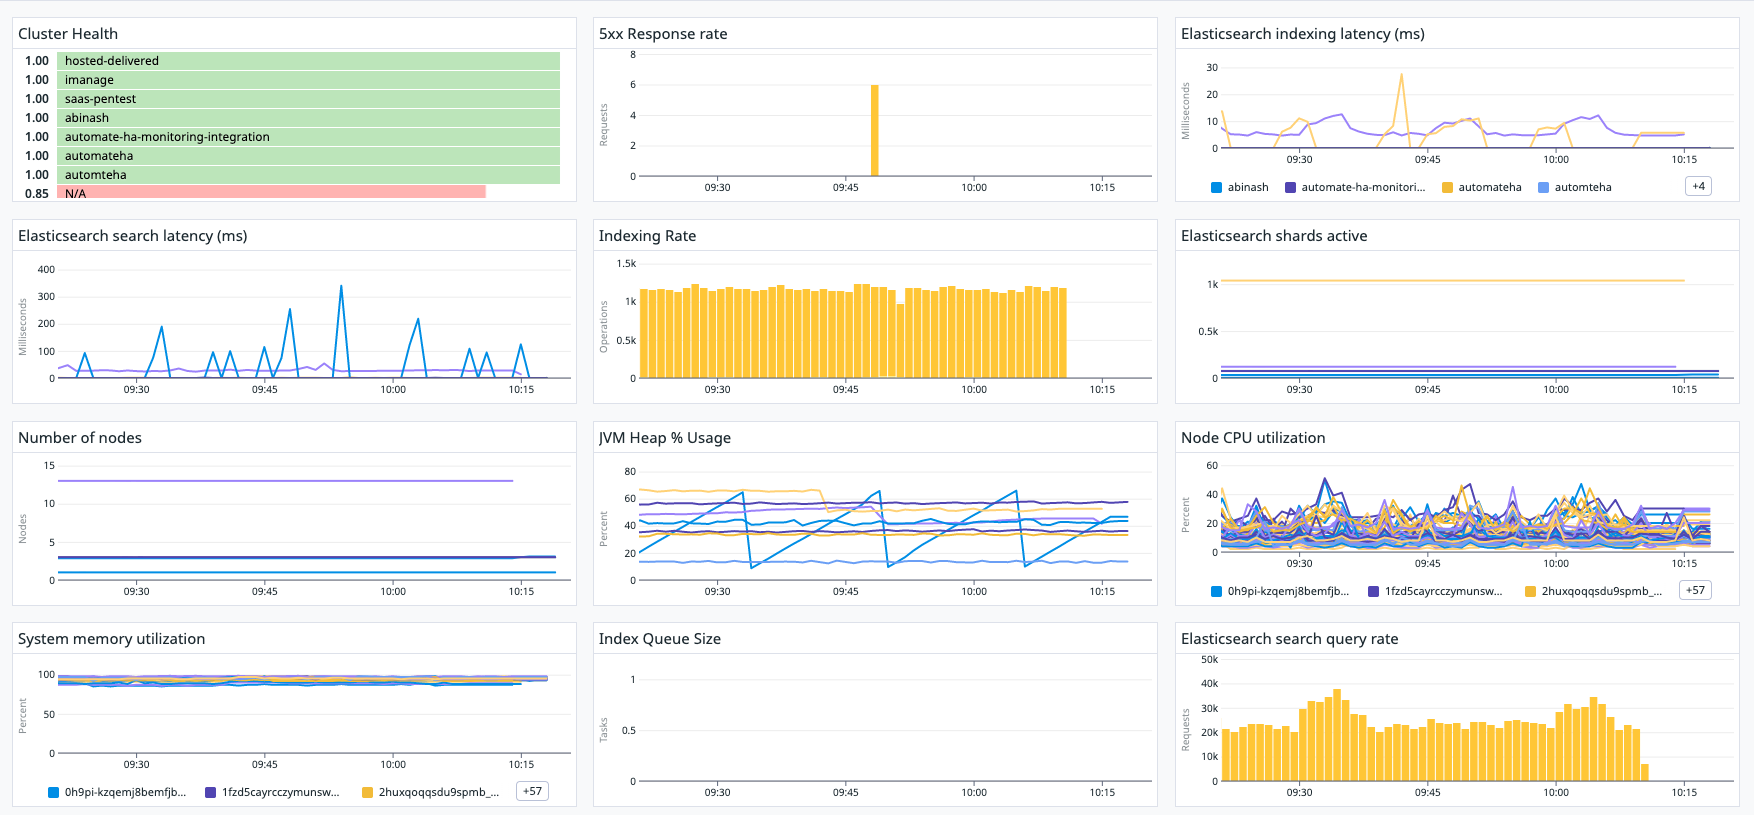 Cluster Health
1.00 hosted-delivered
1.00 imanage
1.00 saas-pentest
1.00 abinash
1.00 automate-ha-monitoring-integration
1.00 automateha
1.00 automteha
0.85 N/A
5xx Response rate
Requests
8
6
4
2
0
09:30 09:45 10:00 10:15
Elasticsearch indexing latency (ms)
Milliseconds
30
20
10
0
09:30 09:45 10:00 10:15
abinash automate-ha-monitori... automateha automteha +4
Elasticsearch search latency (ms)
Milliseconds
400
300
200
100
0
09:30 09:45 10:00 10:15
Indexing Rate
Operations
1.5k
1k
0.5k
0
09:30 09:45 10:00 10:15
Elasticsearch shards active
1k
0.5k
0
09:30 09:45 10:00 10:15
Number of nodes
Nodes
15
10
5
0
09:30 09:45 10:00 10:15
JVM Heap % Usage
Percent
80
60
40
20
0
09:30 09:45 10:00 10:15
Node CPU utilization
Percent
60
40
20
0
09:30 09:45 10:00 10:15
0h9pi-kzqemj8bemfjb... 1fzd5cayrcczymunsw... 2huxqoqqsdu9spmb_... +57
System memory utilization
Percent
100
50
0
09:30 09:45 10:00 10:15
0h9pi-kzqemj8bemfjb... 1fzd5cayrcczymunsw... 2huxqoqqsdu9spmb_... +57
Index Queue Size
Tasks
1
0.5
0
09:30 09:45 10:00 10:15
Elasticsearch search query rate
Requests
50k
40k
30k
20k
10k
0
09:30 09:45 10:00 10:15